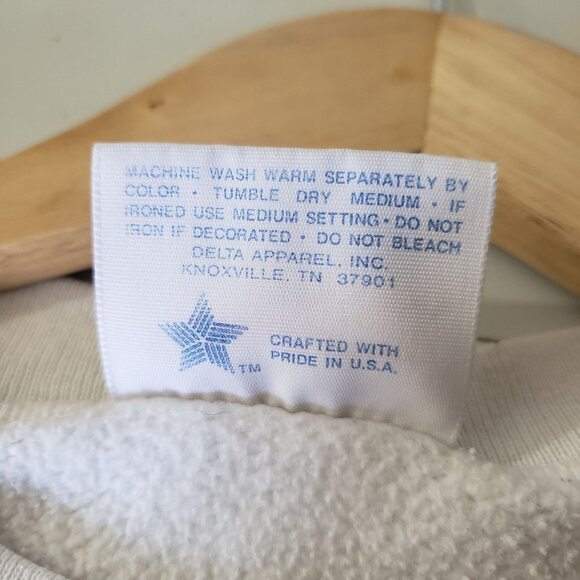 MACHINE WASH WARM SEPARATELY BY
COLOR • TUMBLE DRY MEDIUM • IF
IRONED USE MEDIUM SETTING • DO NOT
IRON IF DECORATED • DO NOT BLEACH
DELTA APPAREL, INC.
KNOXVILLE, TN 37901
TM
CRAFTED WITH
PRIDE IN U.S.A.